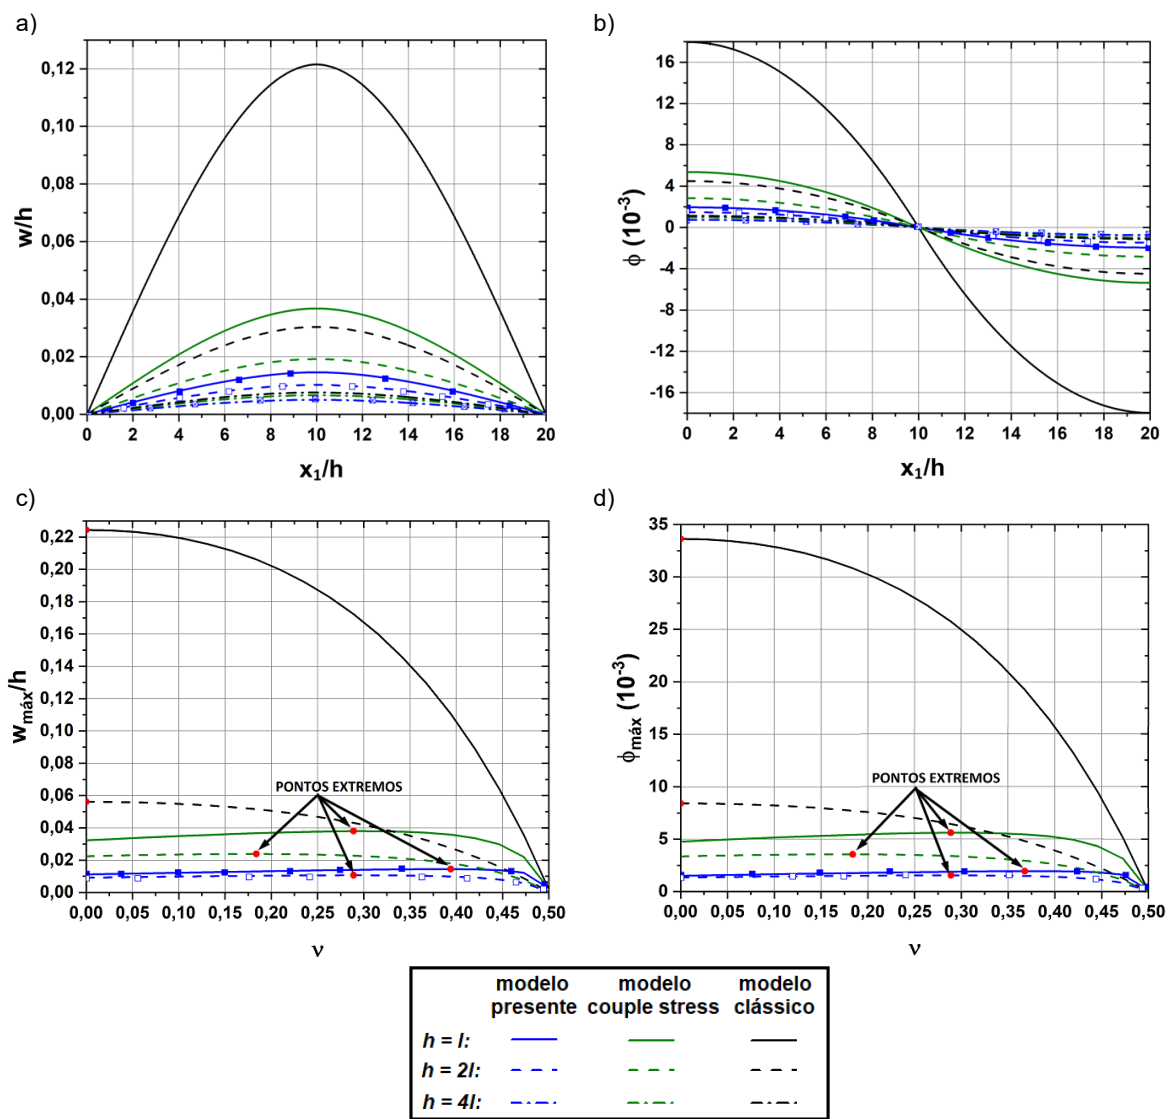 a)
0,12
0,10
0,08
0,06
0,04
0,02
0,00
w/h
0 2 4 6 8 10 12 14 16 18 20
x1/h
b)
16
12
8
4
0
-4
-8
-12
-16
ϕ (10-3)
0 2 4 6 8 10 12 14 16 18 20
x1/h
c)
0,22
0,20
0,18
0,16
0,14
0,12
0,10
0,08
0,06
0,04
0,02
0,00
wmáx/h
PONTOS EXTREMOS
0,00 0,05 0,10 0,15 0,20 0,25 0,30 0,35 0,40 0,45 0,50
ν
d)
35
30
25
20
15
10
5
0
ϕmáx (10-3)
PONTOS EXTREMOS
0,00 0,05 0,10 0,15 0,20 0,25 0,30 0,35 0,40 0,45 0,50
ν
modelo modelo modelo
presente couple stress clássico
h = l:
h = 2l:
h = 4l: